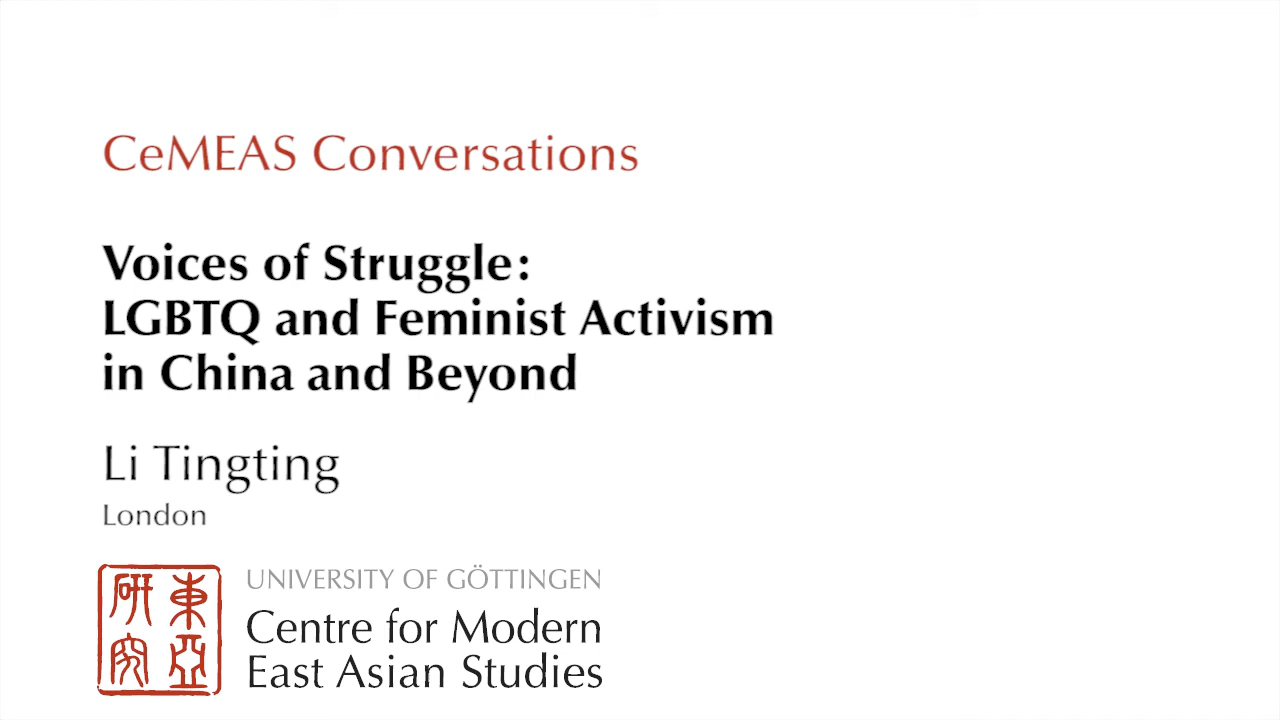 CeMEAS Conversations
Voices of Struggle:
LGBTQ and Feminist Activism
in China and Beyond
Li Tingting
London
東亞
研究
UNIVERSITY OF GÖTTINGEN
Centre for Modern
East Asian Studies